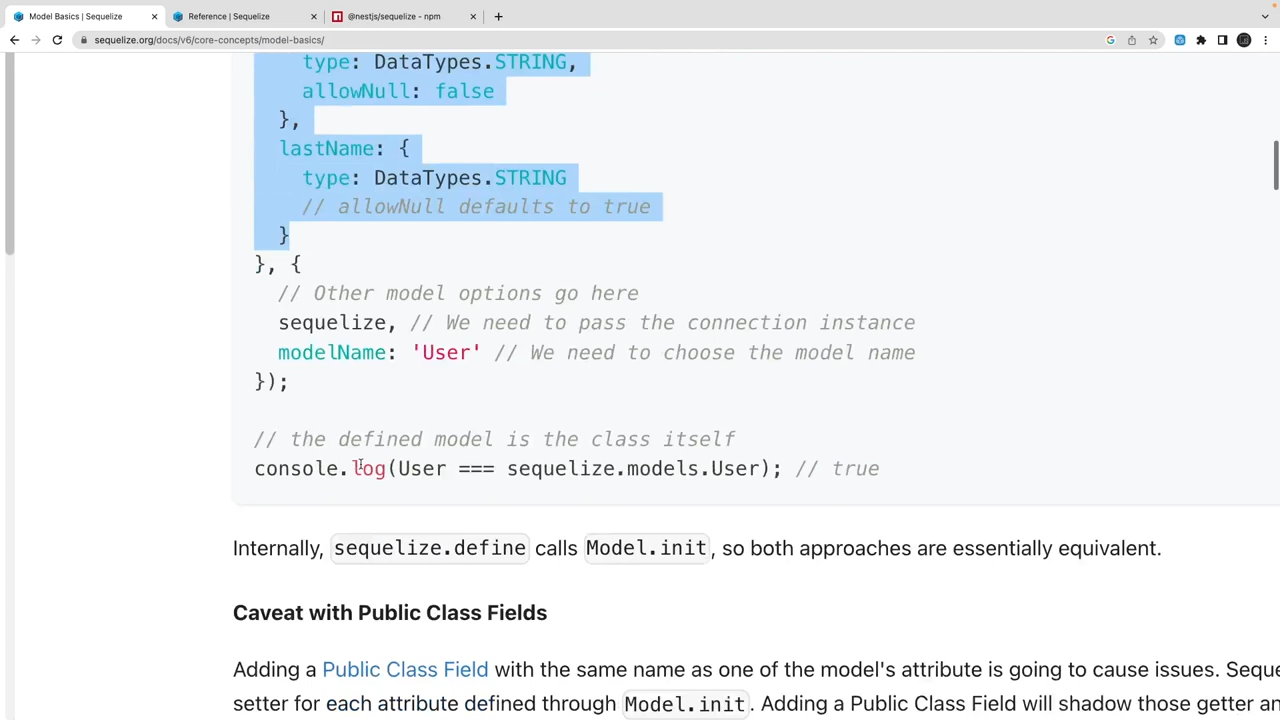 Model Basics | Sequelize
Reference | Sequelize
@nestjs/sequelize - npm
sequelize.org/docs/v6/core-concepts/model-basics/
type: DataTypes.STRING,
allowNull: false
},
lastName: {
type: DataTypes.STRING
// allowNull defaults to true
}
}, {
// Other model options go here
sequelize, // We need to pass the connection instance
modelName: 'User' // We need to choose the model name
});
// the defined model is the class itself
console.log(User === sequelize.models.User); // true
Internally, sequelize.define calls Model.init, so both approaches are essentially equivalent.
Caveat with Public Class Fields
Adding a Public Class Field with the same name as one of the model's attribute is going to cause issues. Seque
setter for each attribute defined through Model.init. Adding a Public Class Field will shadow those getter an